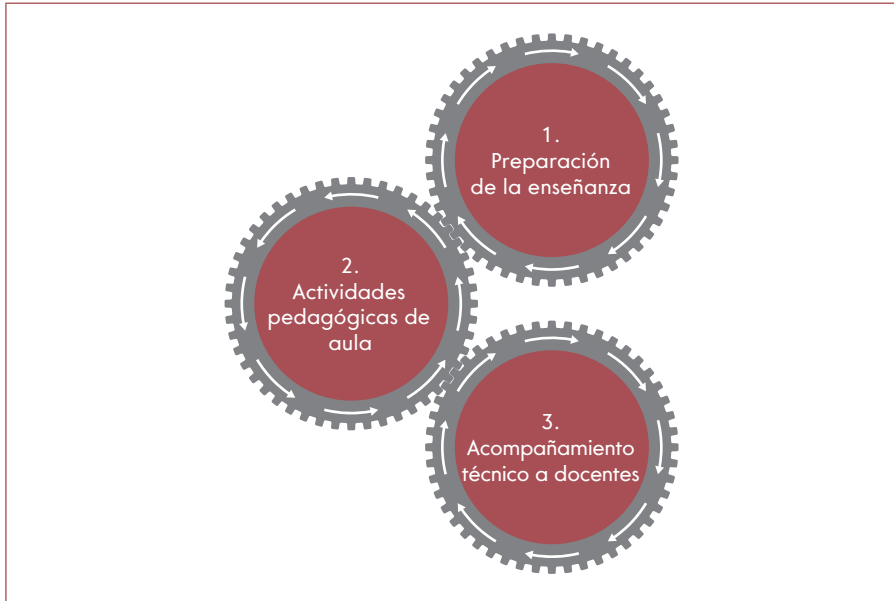 1.
Preparación
de la enseñanza
2.
Actividades
pedagógicas de
aula
3.
Acompañamiento
técnico a docentes